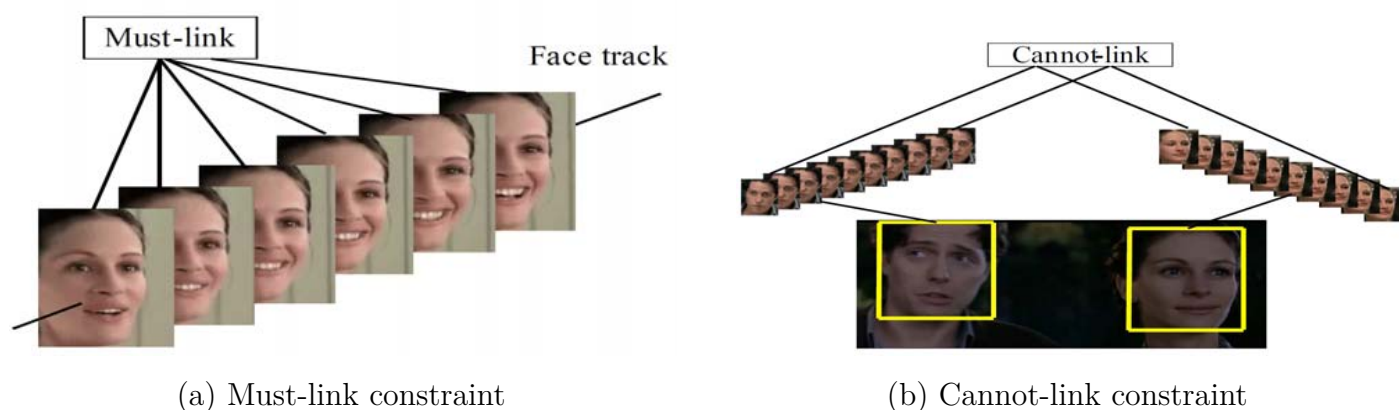 Must-link
Face track
Cannot-link
(a) Must-link constraint
(b) Cannot-link constraint